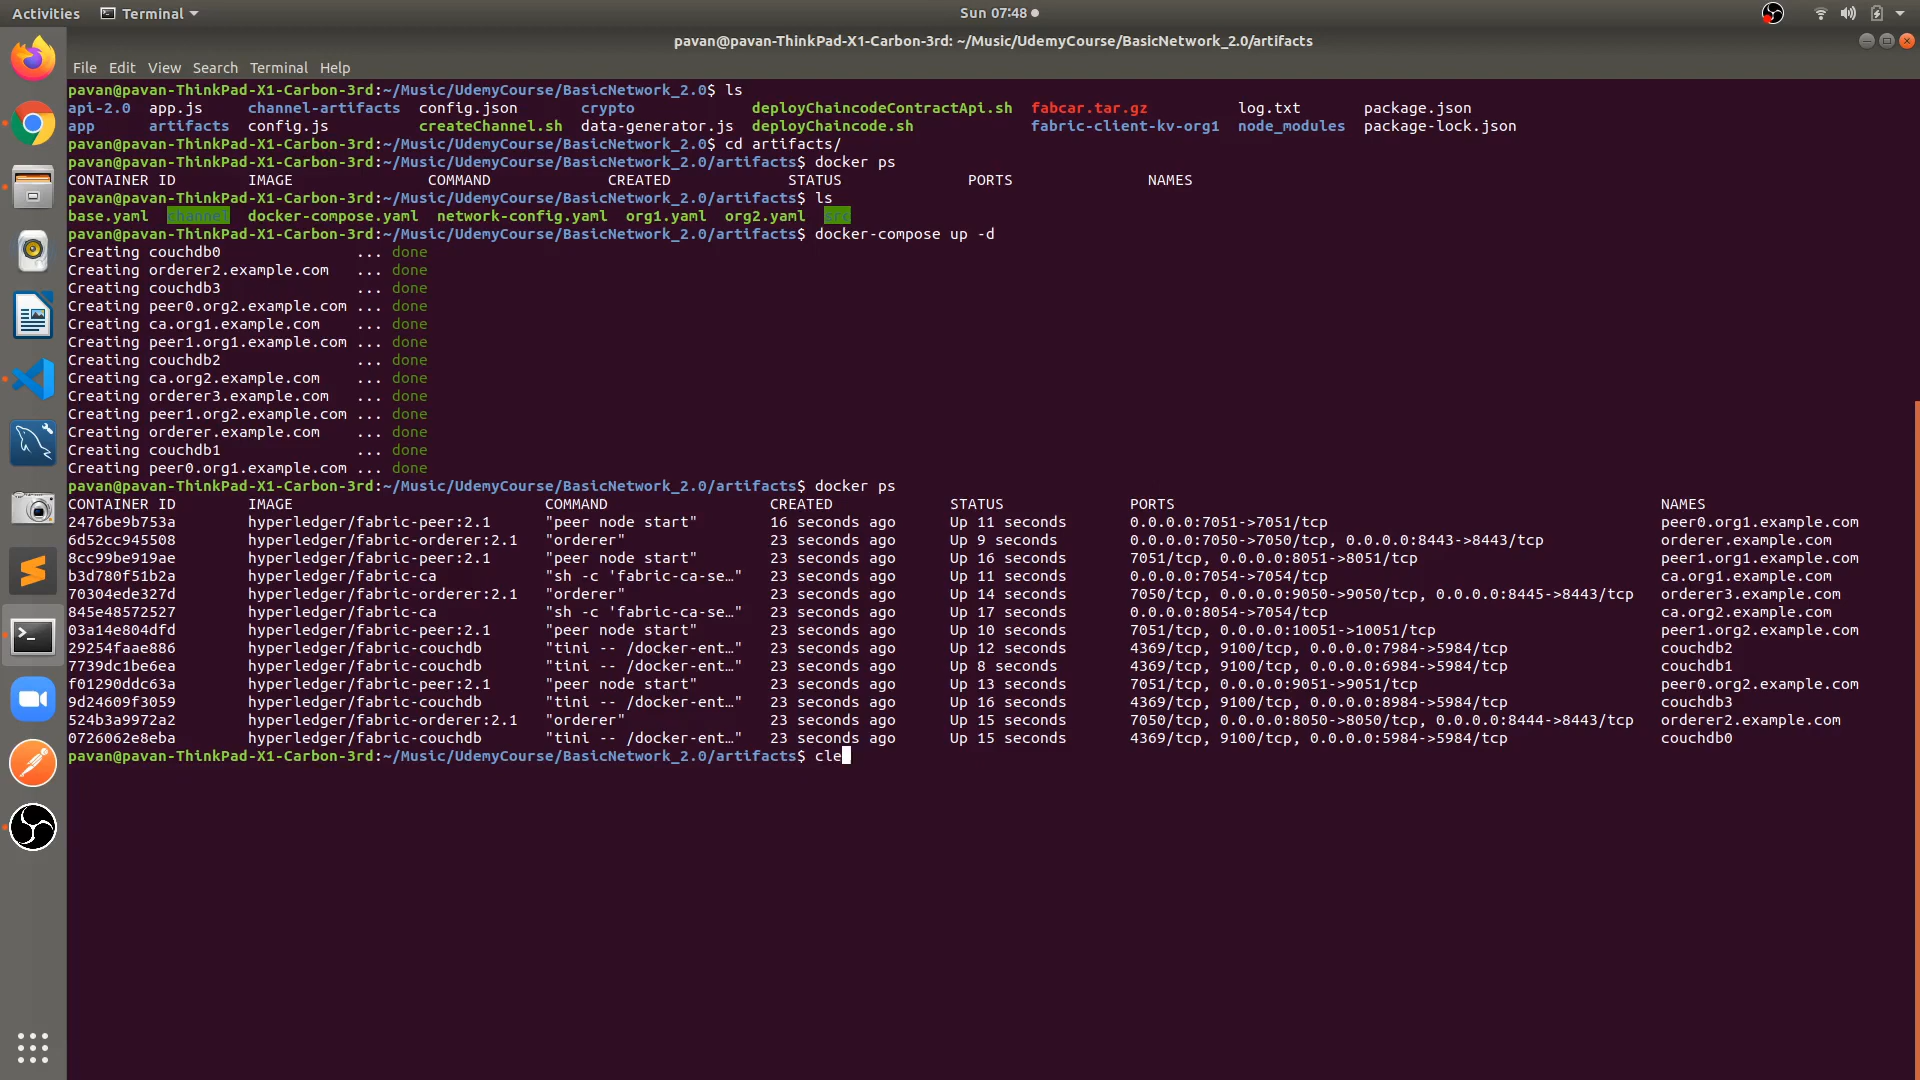 Activities Terminal Sun 07:48
pavan@pavan-ThinkPad-X1-Carbon-3rd: ~/Music/UdemyCourse/BasicNetwork_2.0/artifacts
File Edit View Search Terminal Help
pavan@pavan-ThinkPad-X1-Carbon-3rd:~/Music/UdemyCourse/BasicNetwork_2.0$ ls
api-2.0 app.js channel-artifacts config.json crypto deployChaincodeContractApi.sh fabcar.tar.gz log.txt package.json
app artifacts config.js createChannel.sh data-generator.js deployChaincode.sh fabric-client-kv-org1 node_modules package-lock.json
pavan@pavan-ThinkPad-X1-Carbon-3rd:~/Music/UdemyCourse/BasicNetwork_2.0$ cd artifacts/
pavan@pavan-ThinkPad-X1-Carbon-3rd:~/Music/UdemyCourse/BasicNetwork_2.0/artifacts$ docker ps
CONTAINER ID IMAGE COMMAND CREATED STATUS PORTS NAMES
pavan@pavan-ThinkPad-X1-Carbon-3rd:~/Music/UdemyCourse/BasicNetwork_2.0/artifacts$ ls
base.yaml channel docker-compose.yaml network-config.yaml org1.yaml org2.yaml src
pavan@pavan-ThinkPad-X1-Carbon-3rd:~/Music/UdemyCourse/BasicNetwork_2.0/artifacts$ docker-compose up -d
Creating couchdb0 ... done
Creating orderer2.example.com ... done
Creating couchdb3 ... done
Creating peer0.org2.example.com ... done
Creating ca.org1.example.com ... done
Creating peer1.org1.example.com ... done
Creating couchdb2 ... done
Creating ca.org2.example.com ... done
Creating orderer3.example.com ... done
Creating peer1.org2.example.com ... done
Creating orderer.example.com ... done
Creating couchdb1 ... done
Creating peer0.org1.example.com ... done
pavan@pavan-ThinkPad-X1-Carbon-3rd:~/Music/UdemyCourse/BasicNetwork_2.0/artifacts$ docker ps
CONTAINER ID IMAGE COMMAND CREATED STATUS PORTS NAMES
2476be9b753a hyperledger/fabric-peer:2.1 "peer node start" 16 seconds ago Up 11 seconds 0.0.0.0:7051->7051/tcp peer0.org1.example.com
6d52cc945508 hyperledger/fabric-orderer:2.1 "orderer" 23 seconds ago Up 9 seconds 0.0.0.0:7050->7050/tcp, 0.0.0.0:8443->8443/tcp orderer.example.com
8cc99be919ae hyperledger/fabric-peer:2.1 "peer node start" 23 seconds ago Up 16 seconds 7051/tcp, 0.0.0.0:8051->8051/tcp peer1.org1.example.com
b3d780f51b2a hyperledger/fabric-ca "sh -c 'fabric-ca-se…" 23 seconds ago Up 11 seconds 0.0.0.0:7054->7054/tcp ca.org1.example.com
70304ede327d hyperledger/fabric-orderer:2.1 "orderer" 23 seconds ago Up 14 seconds 7050/tcp, 0.0.0.0:9050->9050/tcp, 0.0.0.0:8445->8443/tcp orderer3.example.com
845e48572527 hyperledger/fabric-ca "sh -c 'fabric-ca-se…" 23 seconds ago Up 17 seconds 0.0.0.0:8054->7054/tcp ca.org2.example.com
03a14e804dfd hyperledger/fabric-peer:2.1 "peer node start" 23 seconds ago Up 10 seconds 7051/tcp, 0.0.0.0:10051->10051/tcp peer1.org2.example.com
29254faae886 hyperledger/fabric-couchdb "tini -- /docker-ent…" 23 seconds ago Up 12 seconds 4369/tcp, 9100/tcp, 0.0.0.0:7984->5984/tcp couchdb2
7739dc1be6ea hyperledger/fabric-couchdb "tini -- /docker-ent…" 23 seconds ago Up 8 seconds 4369/tcp, 9100/tcp, 0.0.0.0:6984->5984/tcp couchdb1
f01290ddc63a hyperledger/fabric-peer:2.1 "peer node start" 23 seconds ago Up 13 seconds 7051/tcp, 0.0.0.0:9051->9051/tcp peer0.org2.example.com
9d24609f3059 hyperledger/fabric-couchdb "tini -- /docker-ent…" 23 seconds ago Up 16 seconds 4369/tcp, 9100/tcp, 0.0.0.0:8984->5984/tcp couchdb3
524b3a9972a2 hyperledger/fabric-orderer:2.1 "orderer" 23 seconds ago Up 15 seconds 7050/tcp, 0.0.0.0:8050->8050/tcp, 0.0.0.0:8444->8443/tcp orderer2.example.com
0726062e8eba hyperledger/fabric-couchdb "tini -- /docker-ent…" 23 seconds ago Up 15 seconds 4369/tcp, 9100/tcp, 0.0.0.0:5984->5984/tcp couchdb0
pavan@pavan-ThinkPad-X1-Carbon-3rd:~/Music/UdemyCourse/BasicNetwork_2.0/artifacts$ cle